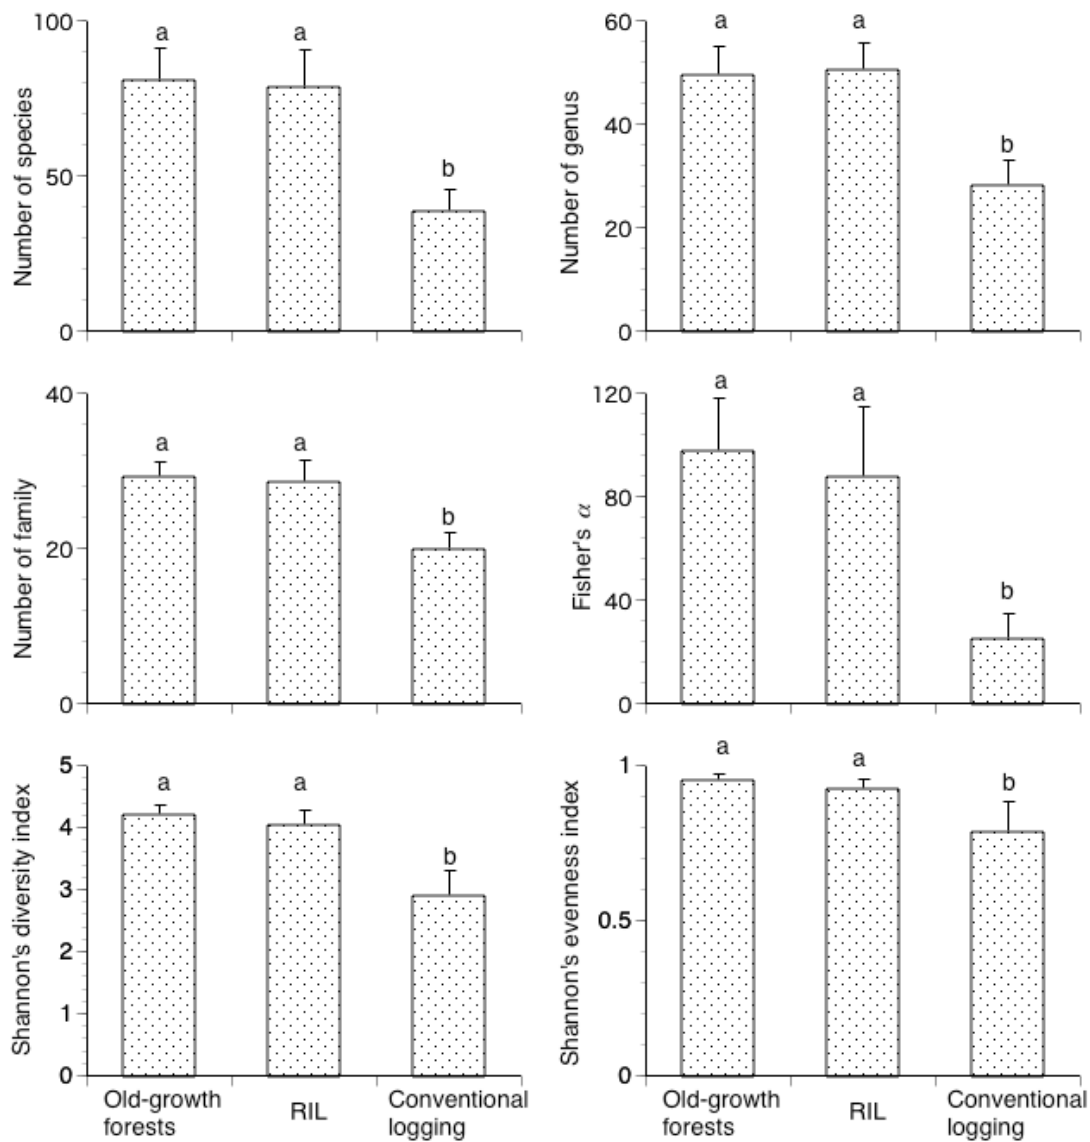 Number of species
100
50
0
a
a
b
Number of genus
60
40
20
0
a
a
b
Number of family
40
20
0
a
a
b
Fisher's α
120
80
40
0
a
a
b
Shannon's diversity index
5
4
3
2
1
0
a
a
b
Old-growth
forests
RIL
Conventional
logging
Shannon's evenness index
1
0.5
0
a
a
b
Old-growth
forests
RIL
Conventional
logging